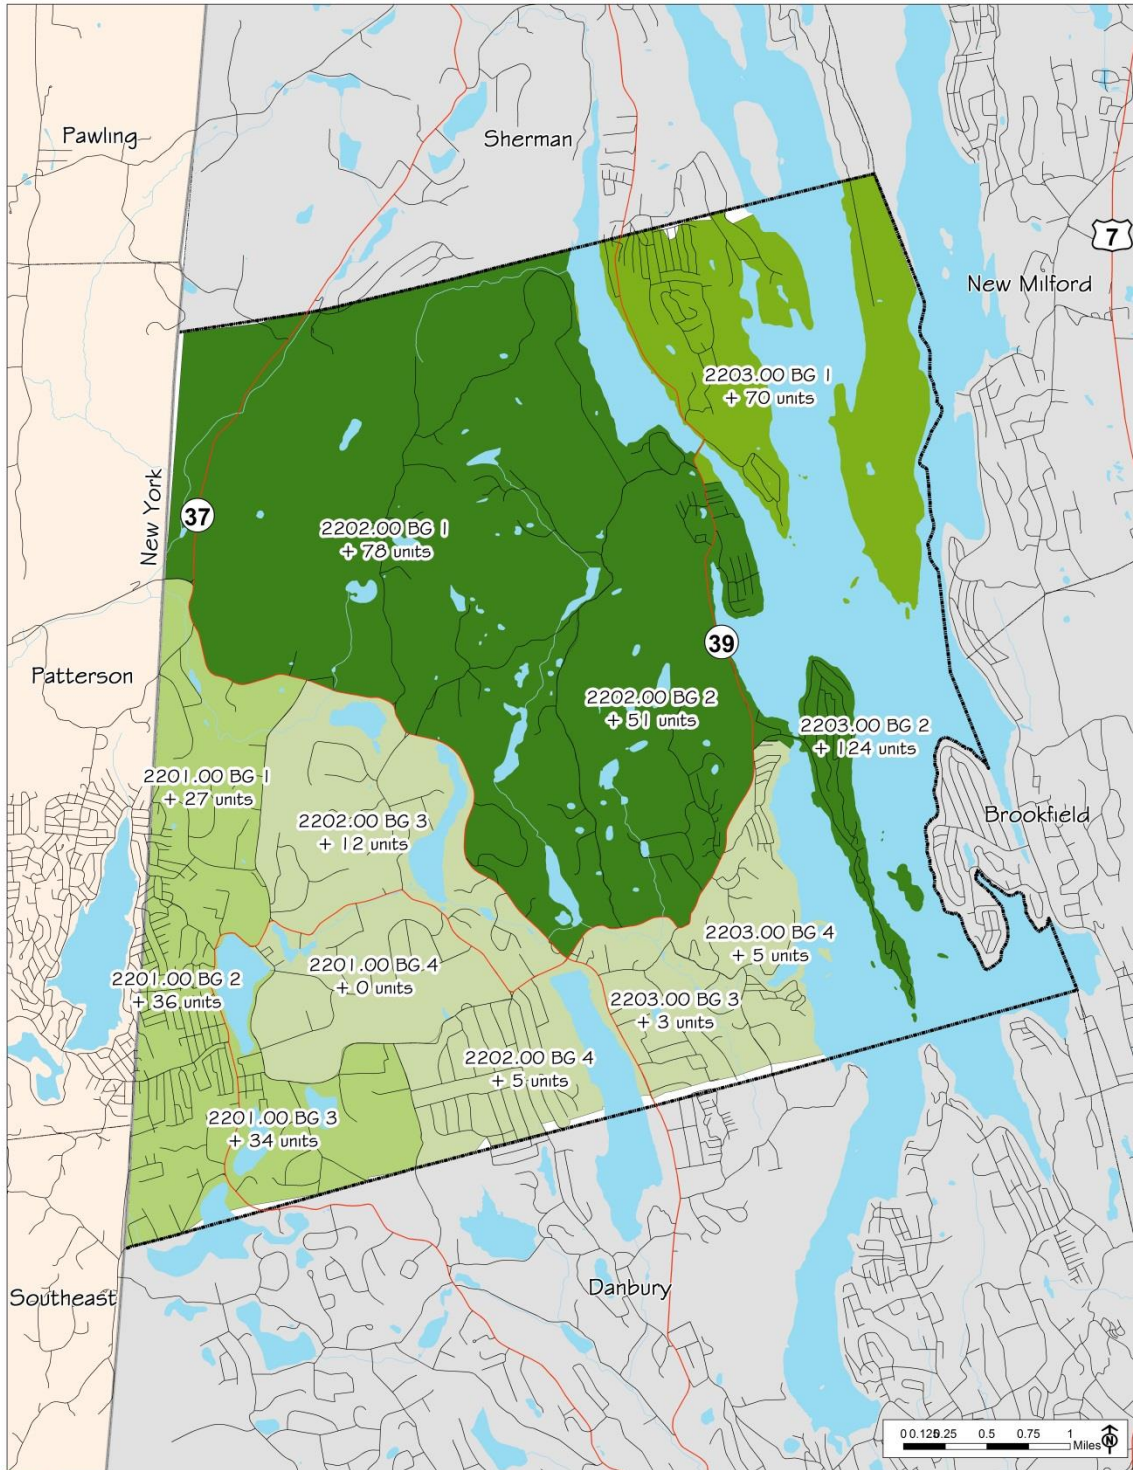 Pawling
Sherman
7
New Milford
2203.00 BG 1
+ 70 units
New York
37
2202.00 BG 1
+ 78 units
39
Patterson
2202.00 BG 2
+ 51 units
2203.00 BG 2
+ 124 units
2201.00 BG 1
+ 27 units
2202.00 BG 3
+ 12 units
Brookfield
2203.00 BG 4
+ 5 units
2201.00 BG 4
+ 0 units
2201.00 BG 2
+ 36 units
2203.00 BG 3
+ 3 units
2202.00 BG 4
+ 5 units
2201.00 BG 3
+ 34 units
Southeast
Danbury
0 0.125 0.25 0.5 0.75 1
Miles
N